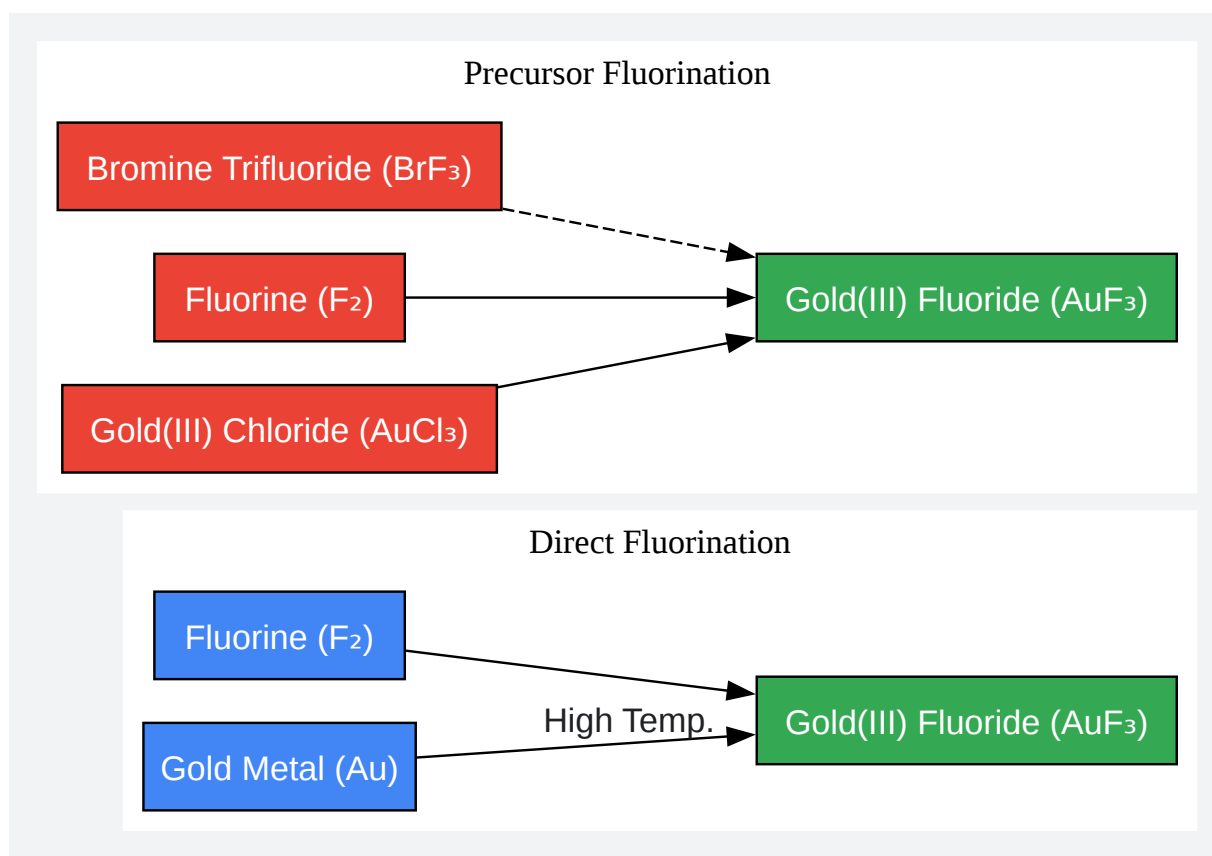 Precursor Fluorination
Bromine Trifluoride (BrF₃)
Fluorine (F₂)
Gold(III) Fluoride (AuF₃)
Gold(III) Chloride (AuCl₃)
Direct Fluorination
Fluorine (F₂)
High Temp.
Gold(III) Fluoride (AuF₃)
Gold Metal (Au)